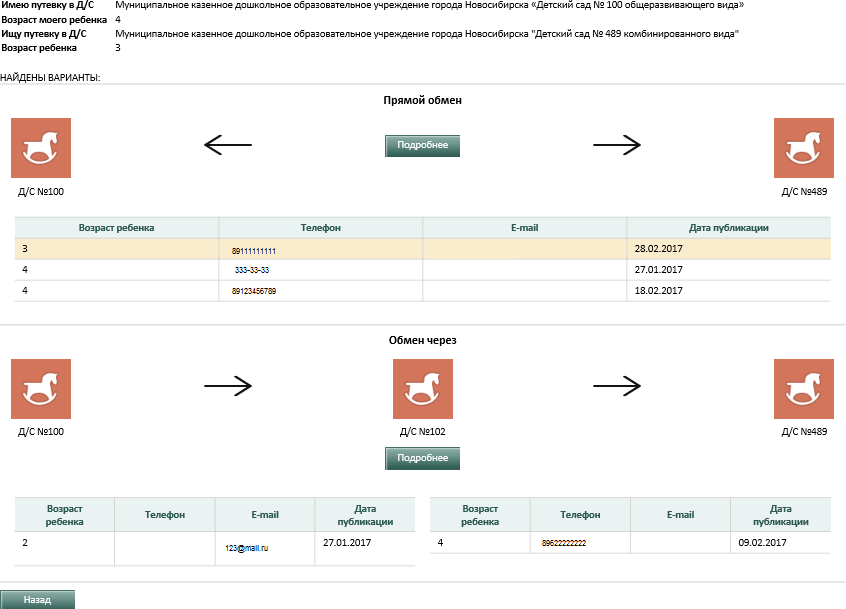 Имею путевку в Д/С Муниципальное казенное дошкольное образовательное учреждение города Новосибирска «Детский сад № 100 общеразвивающего вида»
Возраст моего ребенка 4
Ищу путевку в Д/С Муниципальное казенное дошкольное образовательное учреждение города Новосибирска "Детский сад № 489 комбинированного вида"
Возраст ребенка 3
НАЙДЕНЫ ВАРИАНТЫ:
Прямой обмен
Подробнее
Д/С №100 Д/С №489
Возраст ребенка Телефон E-mail Дата публикации
3 89111111111 28.02.2017
4 333-33-33 27.01.2017
4 89123456789 18.02.2017
Обмен через
Д/С №100 Д/С №102 Д/С №489
Подробнее
Возраст ребенка Телефон E-mail Дата публикации Возраст ребенка Телефон E-mail Дата публикации
2 123@mail.ru 27.01.2017 4 89622222222 09.02.2017
Назад